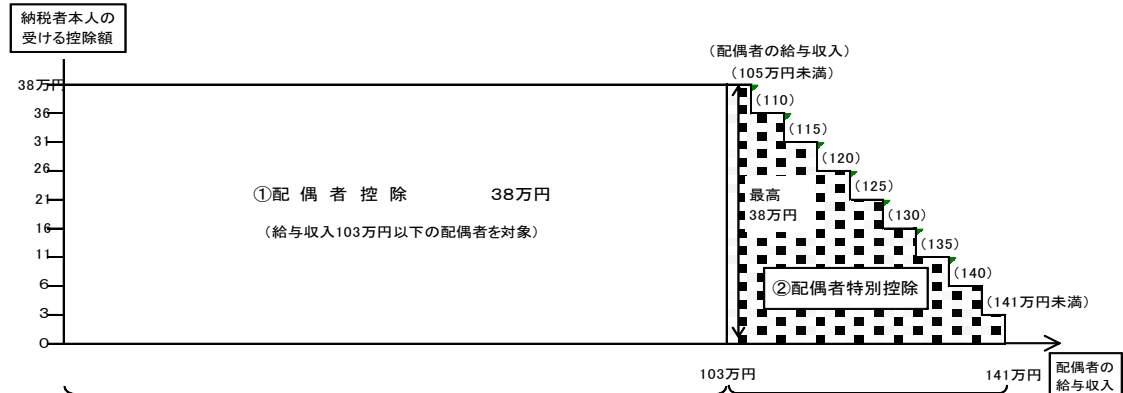 納税者本人の
受ける控除額
(配偶者の給与収入)
(105万円未満)
38万円
(110)
36
(115)
31
(120)
26
①配偶者控除 38万円
最高
38万円
(125)
21
(130)
16
(給与収入103万円以下の配偶者を対象)
(135)
11
(140)
6
②配偶者特別控除
(141万円未満)
3
0
103万円
141万円
配偶者の
給与収入